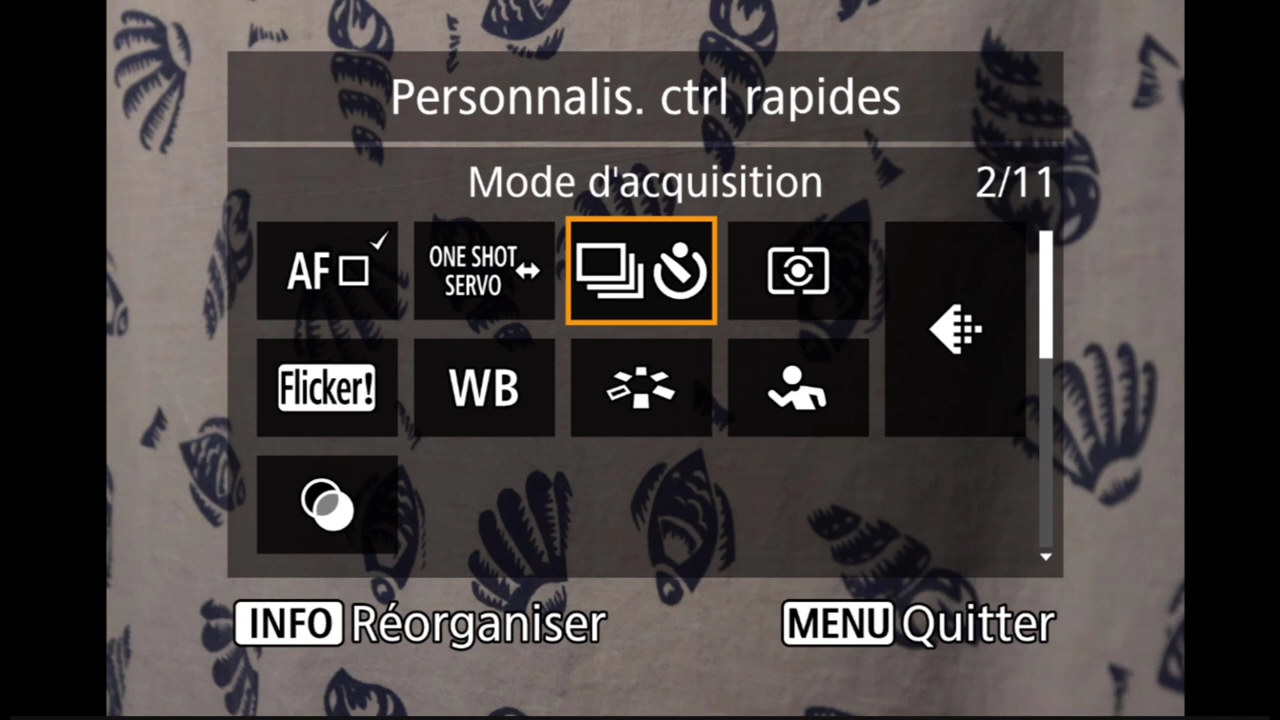 Personnalis. ctrl rapides
Mode d'acquisition 2/11
AF
ONE SHOT
SERVO
Flicker!
WB
INFO Réorganiser MENU Quitter